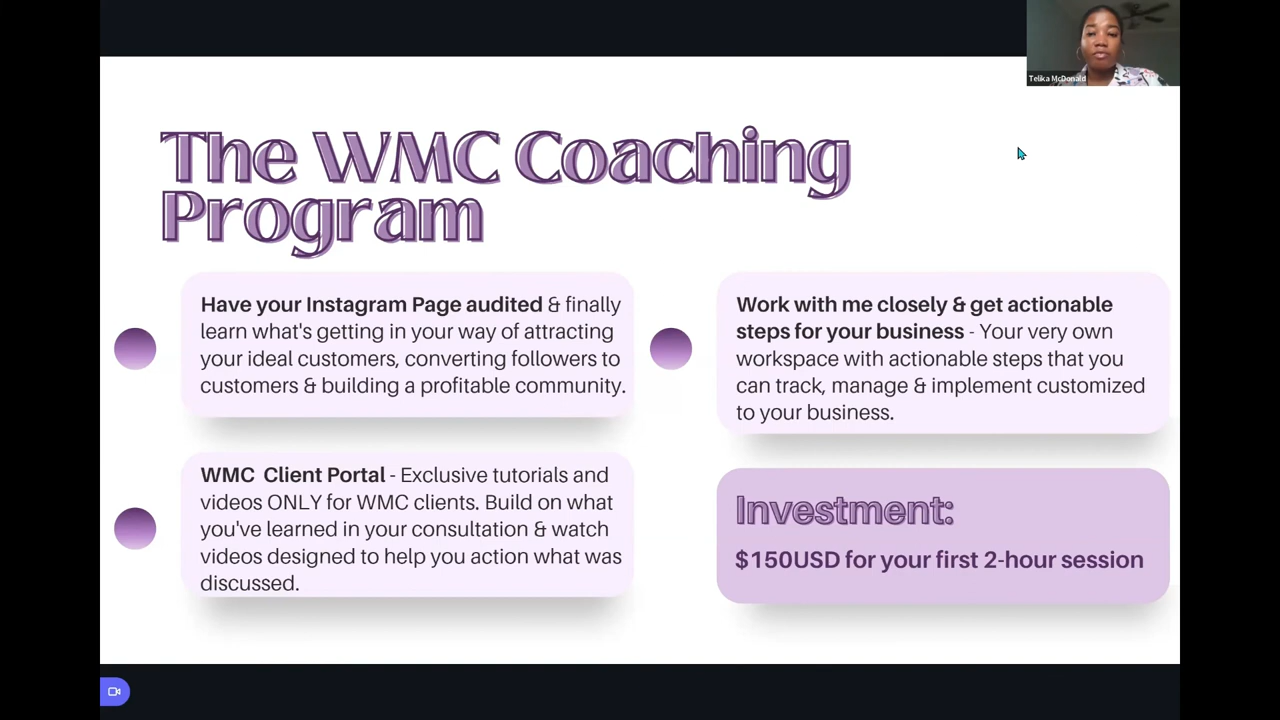 Telika McDonald
The WMC Coaching
Program
Have your Instagram Page audited & finally
learn what's getting in your way of attracting
your ideal customers, converting followers to
customers & building a profitable community.
Work with me closely & get actionable
steps for your business - Your very own
workspace with actionable steps that you
can track, manage & implement customized
to your business.
WMC Client Portal - Exclusive tutorials and
videos ONLY for WMC clients. Build on what
you've learned in your consultation & watch
videos designed to help you action what was
discussed.
Investment:
$150USD for your first 2-hour session